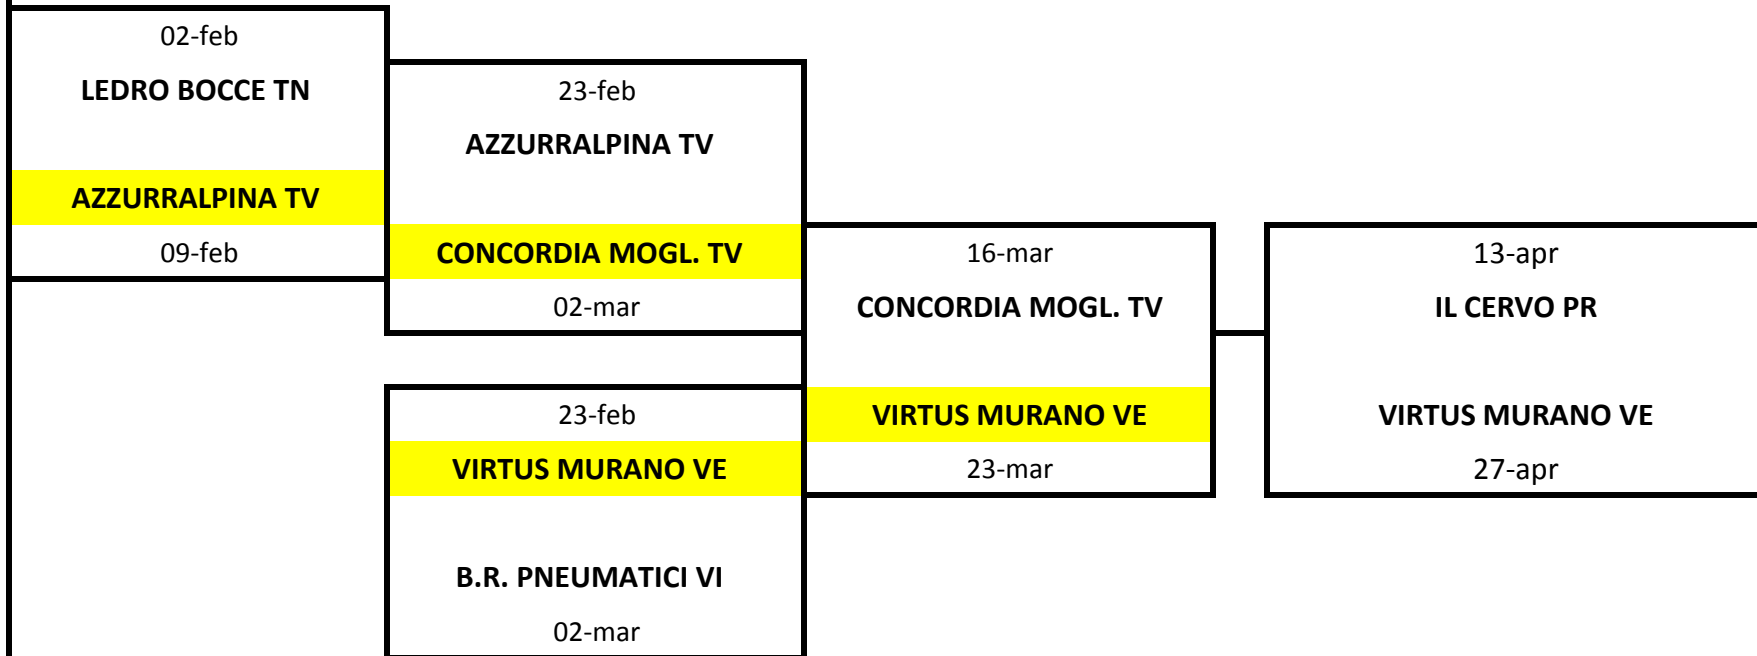 02-feb
LEDRO BOCCE TN
AZZURRALPINA TV
09-feb
23-feb
AZZURRALPINA TV
CONCORDIA MOGL. TV
02-mar
23-feb
VIRTUS MURANO VE
B.R. PNEUMATICI VI
02-mar
16-mar
CONCORDIA MOGL. TV
VIRTUS MURANO VE
23-mar
13-apr
IL CERVO PR
VIRTUS MURANO VE
27-apr